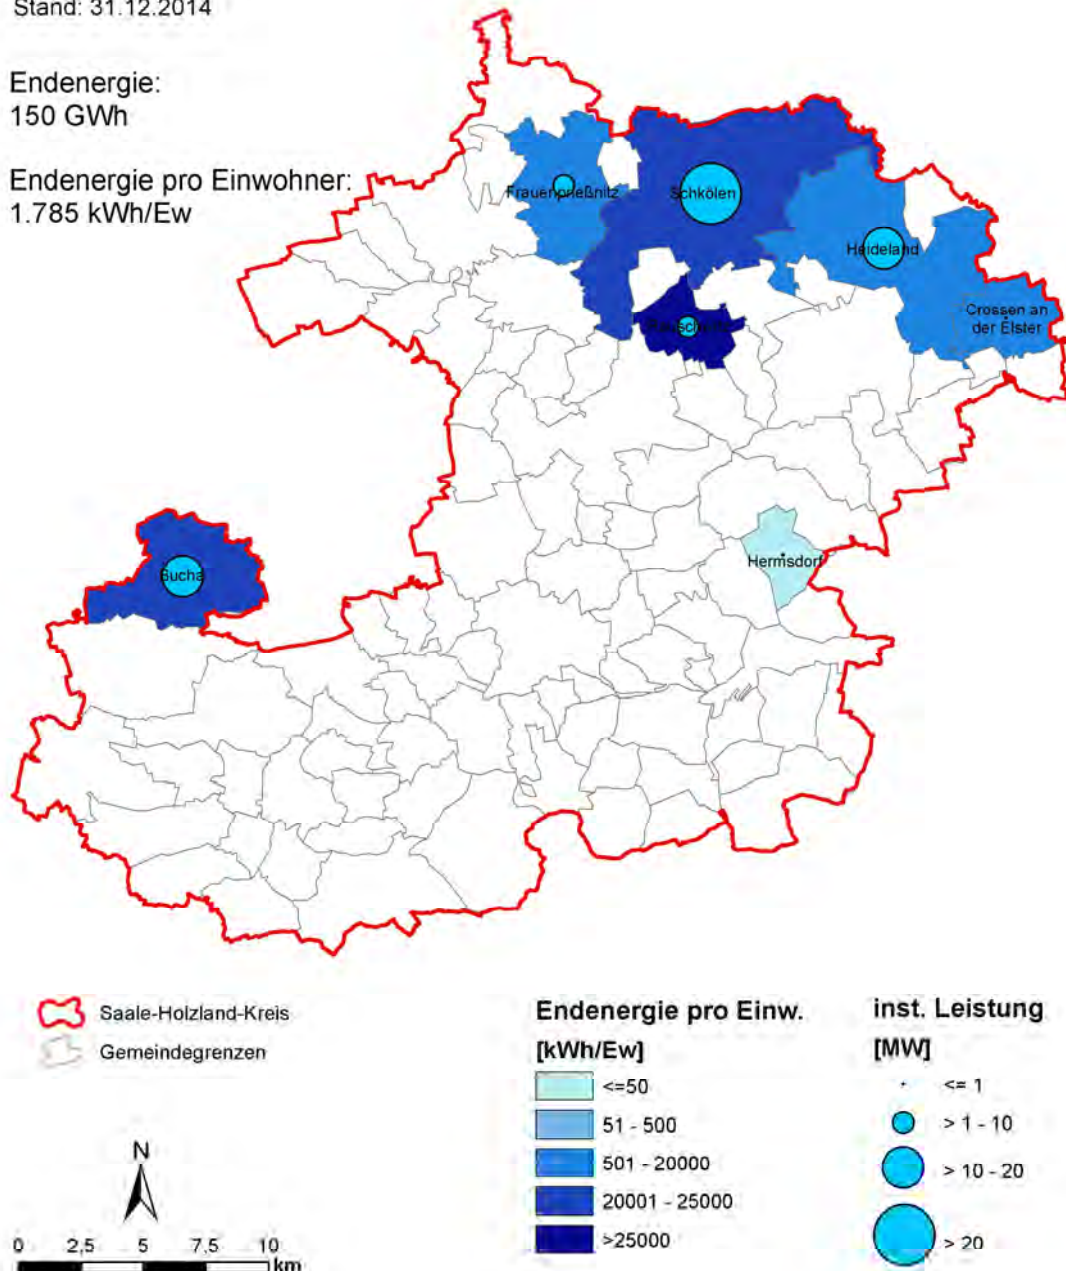 Stand: 31.12.2014
Endenergie:
150 GWh
Endenergie pro Einwohner:
1.785 kWh/Ew
Frauenprießnitz
Schkölen
Heideland
Crossen an
der Elster
Bucha
Hermsdorf
Saale-Holzland-Kreis
Gemeindegrenzen
N
0 2,5 5 7,5 10
km
Endenergie pro Einw.
[kWh/Ew]
<=50
51 - 500
501 - 20000
20001 - 25000
>25000
inst. Leistung
[MW]
<= 1
> 1 - 10
> 10 - 20
> 20